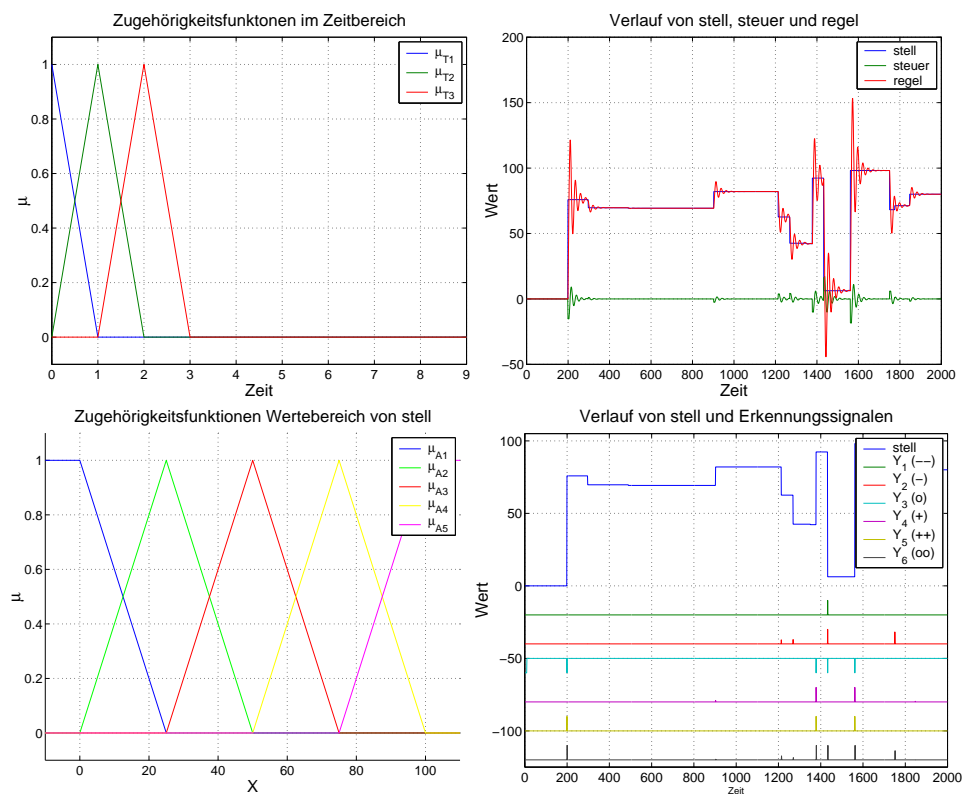 Zugehörigkeitsfunktonen im Zeitbereich
1
0.8
0.6
0.4
0.2
0
μ
μT1
μT2
μT3
0 1 2 3 4 5 6 7 8 9
Zeit
Verlauf von stell, steuer und regel
200
150
100
50
0
−50
Wert
stell
steuer
regel
0 200 400 600 800 1000 1200 1400 1600 1800 2000
Zeit
Zugehörigkeitsfunktionen Wertebereich von stell
1
0.8
0.6
0.4
0.2
0
μ
μA1
μA2
μA3
μA4
μA5
0 20 40 60 80 100
X
Verlauf von stell und Erkennungssignalen
100
50
0
−50
−100
Wert
stell
Y1 (−−)
Y2 (−)
Y3 (o)
Y4 (+)
Y5 (++)
Y6 (oo)
0 200 400 600 800 1000 1200 1400 1600 1800 2000
Zeit